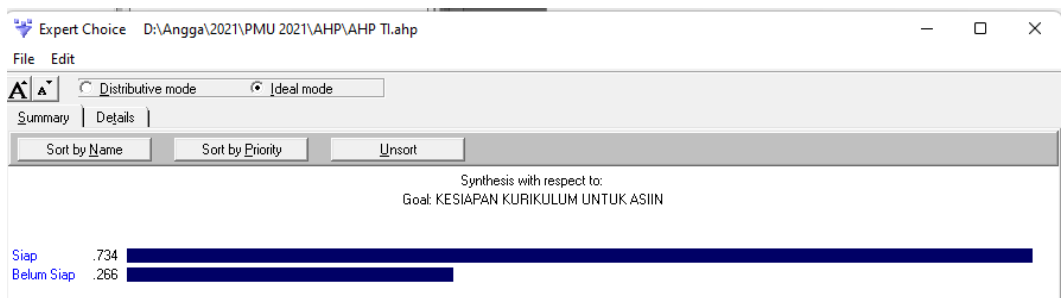 Expert Choice D:\Angga\2021\PMU 2021\AHP\AHP TI.ahp
File Edit
A A Distributive mode Ideal mode
Summary Details
Sort by Name Sort by Priority Unsort
Synthesis with respect to:
Goal: KESIAPAN KURIKULUM UNTUK ASIIN
Siap .734
Belum Siap .266